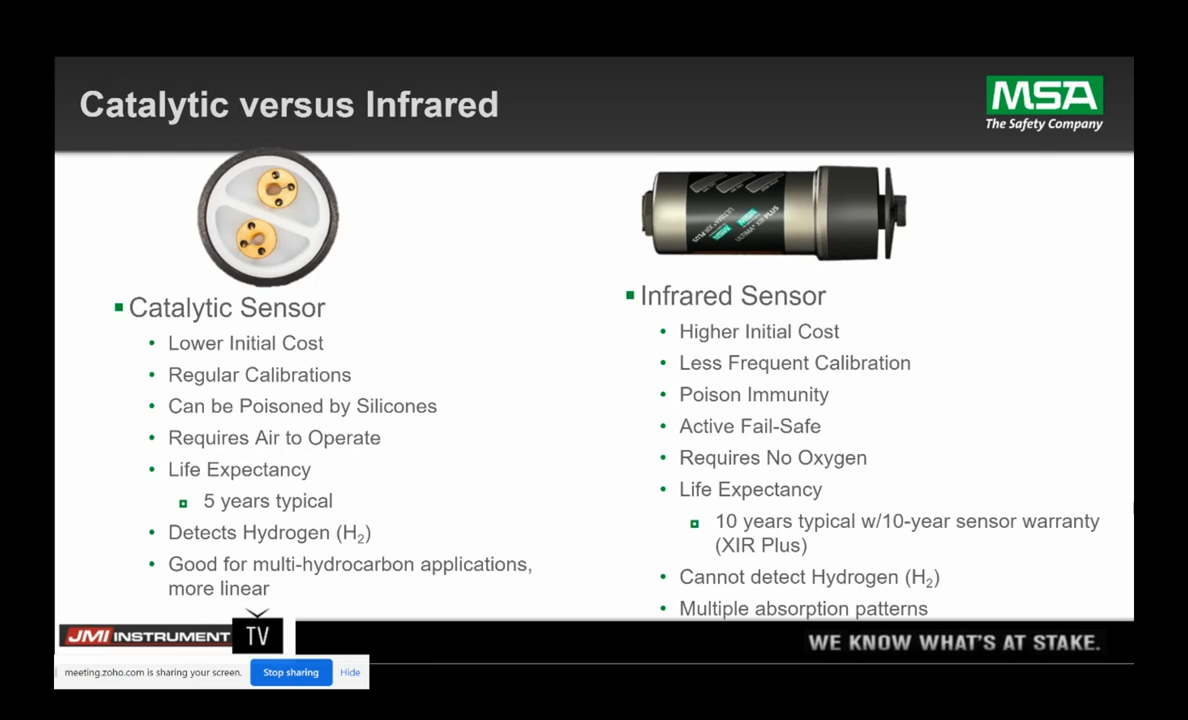 Catalytic versus Infrared
MSA
The Safety Company
MSA
ULTIMA® XIR PLUS
Catalytic Sensor
Lower Initial Cost
Regular Calibrations
Can be Poisoned by Silicones
Requires Air to Operate
Life Expectancy
5 years typical
Detects Hydrogen (H₂)
Good for multi-hydrocarbon applications,
more linear
Infrared Sensor
Higher Initial Cost
Less Frequent Calibration
Poison Immunity
Active Fail-Safe
Requires No Oxygen
Life Expectancy
10 years typical w/10-year sensor warranty
(XIR Plus)
Cannot detect Hydrogen (H₂)
Multiple absorption patterns
JMI INSTRUMENT TV
WE KNOW WHAT'S AT STAKE.
meeting.zoho.com is sharing your screen.
Stop sharing
Hide